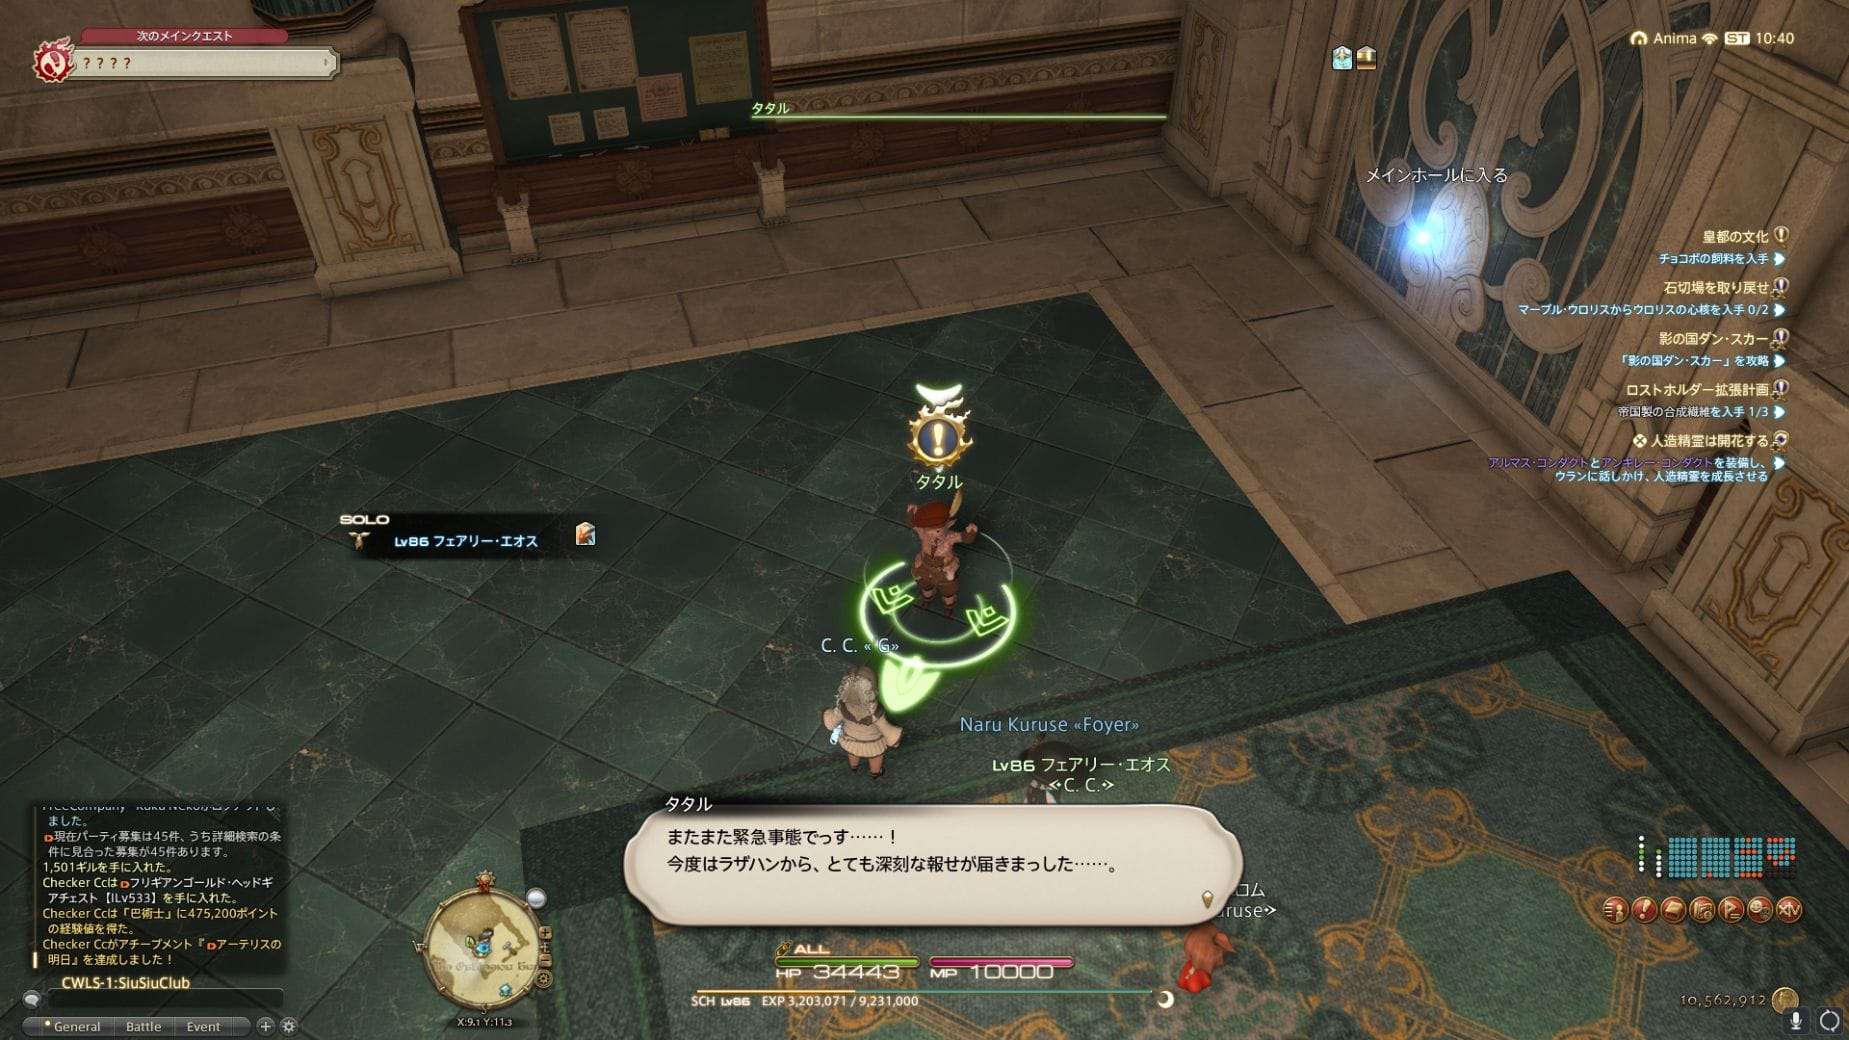 次のメインクエスト
????
タタル
Anima ST 10:40
メインホールに入る
皇都の文化
チョコボの飼料を入手
石切場を取り戻せ
マーブル・ウロリスからウロリスの心核を入手 0/2
影の国ダン・スカー
「影の国ダン・スカー」を攻略
ロストホルダー拡張計画
帝国製の合成繊維を入手 1/3
人造精霊は開花する
アルマス・コンダクトとアンキレー・コンダクトを装備し、
ウランに話しかけ、人造精霊を成長させる
タタル
SOLO
Lv86 フェアリー・エオス
C. C. «G»
Naru Kuruse «Foyer»
Lv86 フェアリー・エオス
«C. C.»
タタル
またまた緊急事態でっす……！
今度はラザハンから、とても深刻な報せが届きまっした……。
コム
ruse>
ました。
現在パーティ募集は45件、うち詳細検索の条
件に見合った募集が45件あります。
1,501ギルを手に入れた。
Checker Ccはフリギアンゴールド・ヘッドギ
アチェスト【ILv533】を手に入れた。
Checker Ccは「巴術士」に475,200ポイント
の経験値を得た。
Checker Ccがアチーブメント『アーテリスの
明日』を達成しました！
CWLS-1:SiuSiuClub
General Battle Event
X:9.1 Y:11.3
ALL
HP 34443 MP 10000
SCH Lv86 EXP 3,203,071 / 9,231,000
10,562,912